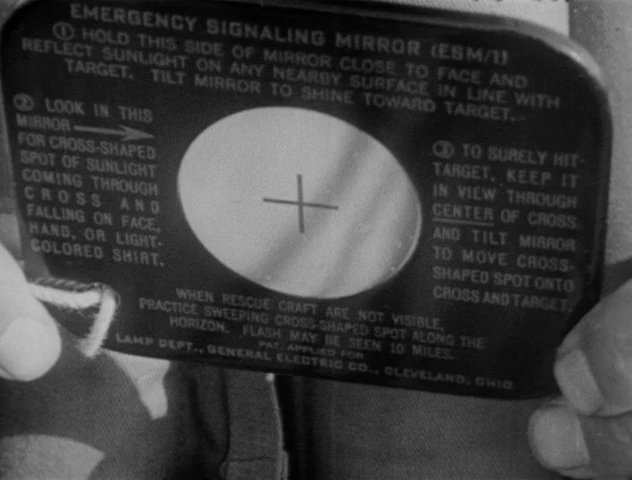 EMERGENCY SIGNALING MIRROR (ESM/1)
① HOLD THIS SIDE OF MIRROR CLOSE TO FACE AND
REFLECT SUNLIGHT ON ANY NEARBY SURFACE IN LINE WITH
TARGET. TILT MIRROR TO SHINE TOWARD TARGET.
② LOOK IN THIS
MIRROR
FOR CROSS-SHAPED
SPOT OF SUNLIGHT
COMING THROUGH
CROSS AND
FALLING ON FACE,
HAND, OR LIGHT-
COLORED SHIRT.
③ TO SURELY HIT
TARGET, KEEP IT
IN VIEW THROUGH
CENTER OF CROSS
AND TILT MIRROR
TO MOVE CROSS-
SHAPED SPOT ONTO
CROSS AND TARGET.
WHEN RESCUE CRAFT ARE NOT VISIBLE,
PRACTICE SWEEPING CROSS-SHAPED SPOT ALONG THE
HORIZON. FLASH MAY BE SEEN 10 MILES.
PAT. APPLIED FOR
LAMP DEPT., GENERAL ELECTRIC CO., CLEVELAND, OHIO